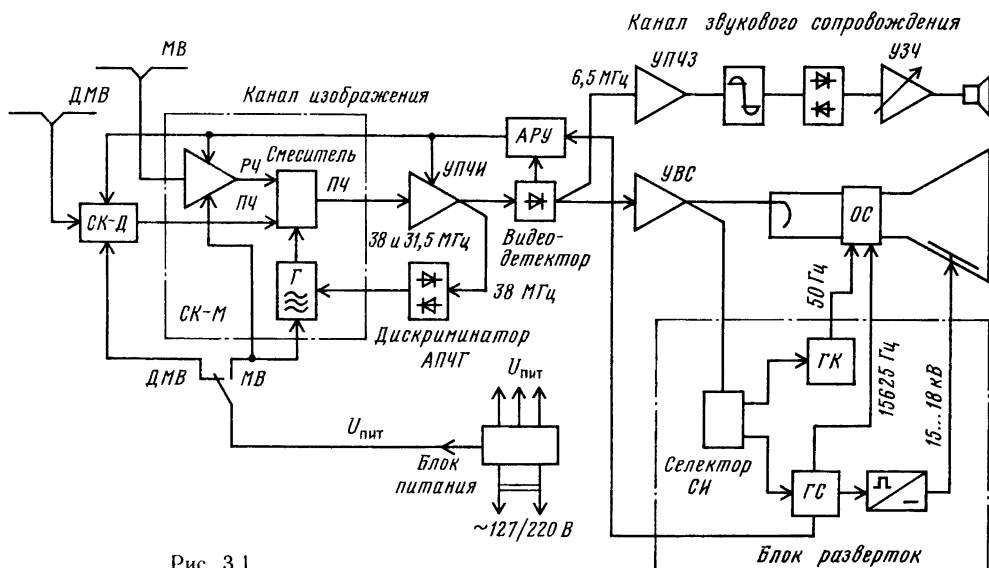 Канал звукового сопровождения
МВ
УПЧЗ
УЗЧ
6,5 МГц
ДМВ
Канал изображения
АРУ
Смеситель
УПЧИ
РЧ
ПЧ
ПЧ
УВС
СК-Д
ОС
38 и 31,5 МГц
Видео-
детектор
Г
38 МГц
50 Гц
СК-М
Дискриминатор
АПЧГ
15625 Гц
15...18 кВ
ГК
ДМВ
МВ
Uпит
Uпит
Блок
питания
Селектор
СИ
ГС
~127/220 В
Блок разверток
Рис. 3.1